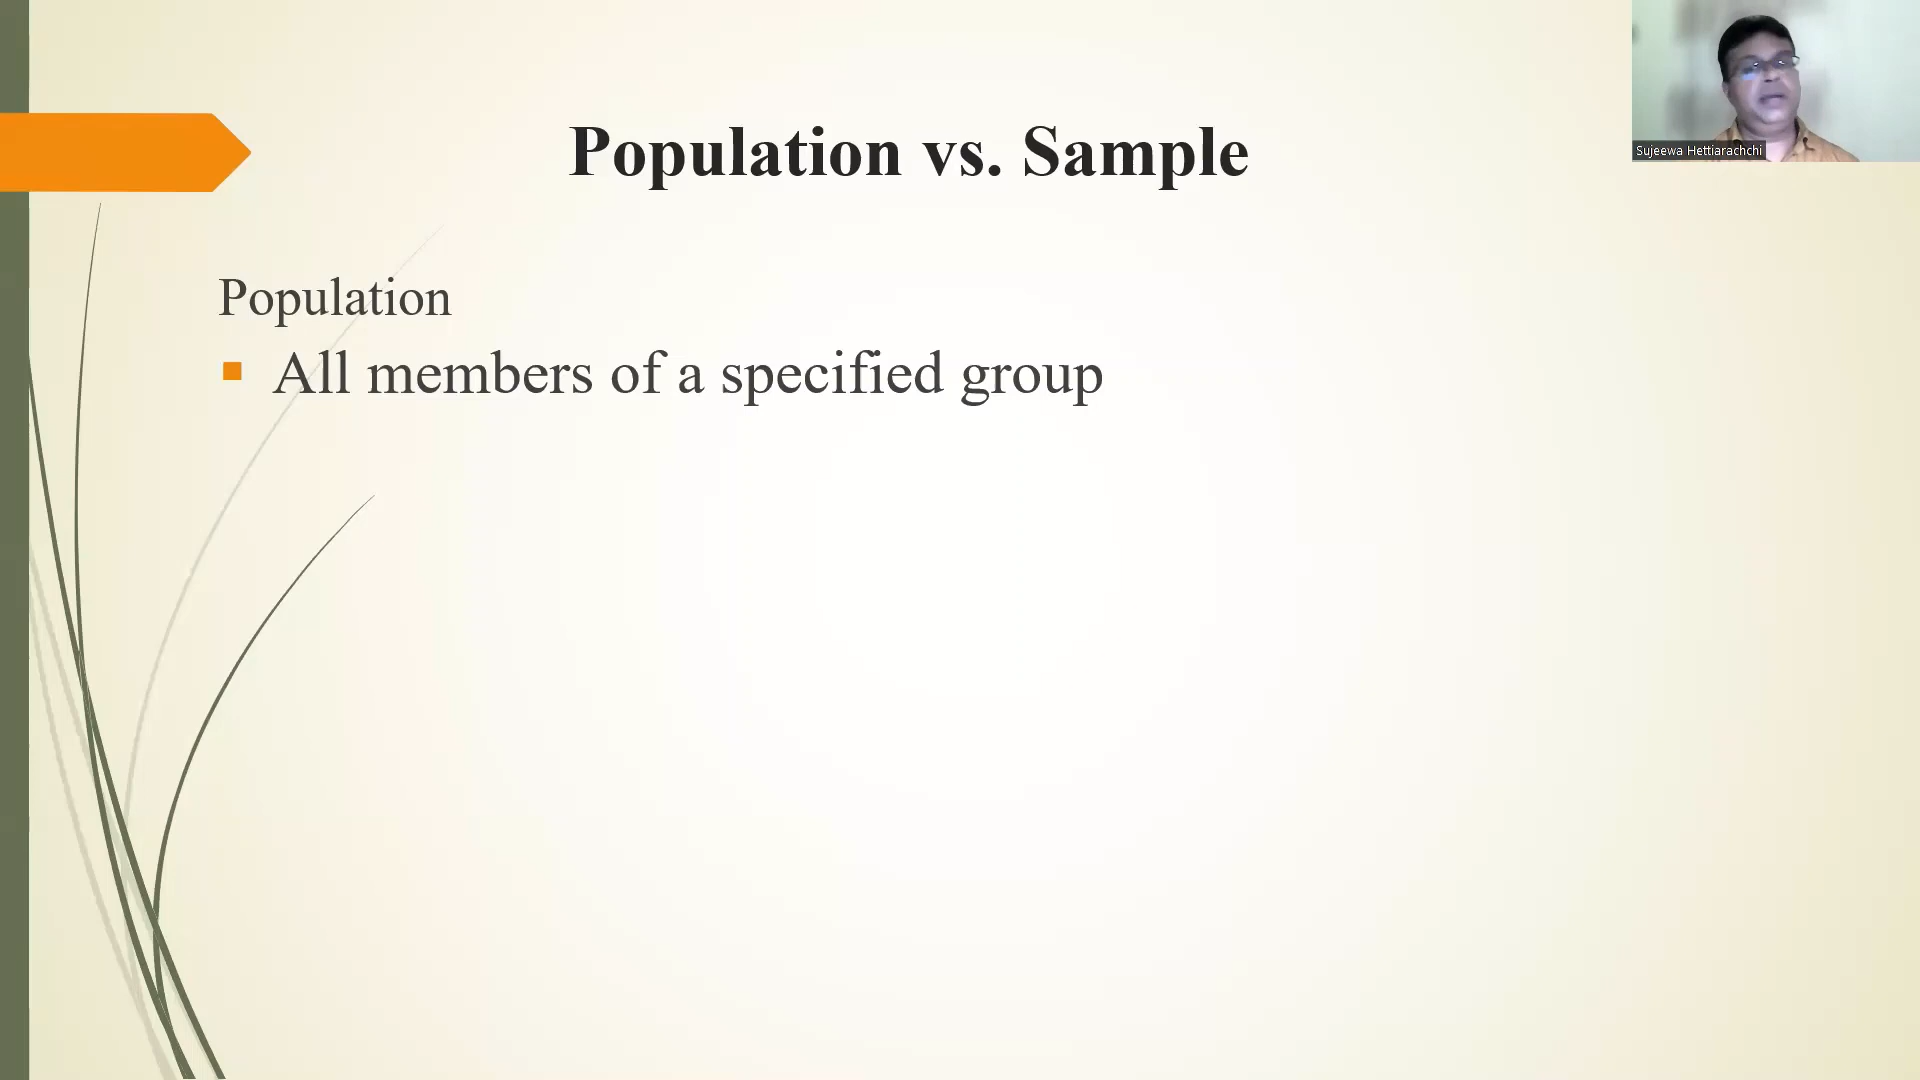 Population vs. Sample
Sujeewa Hettiarachchi
Population
All members of a specified group